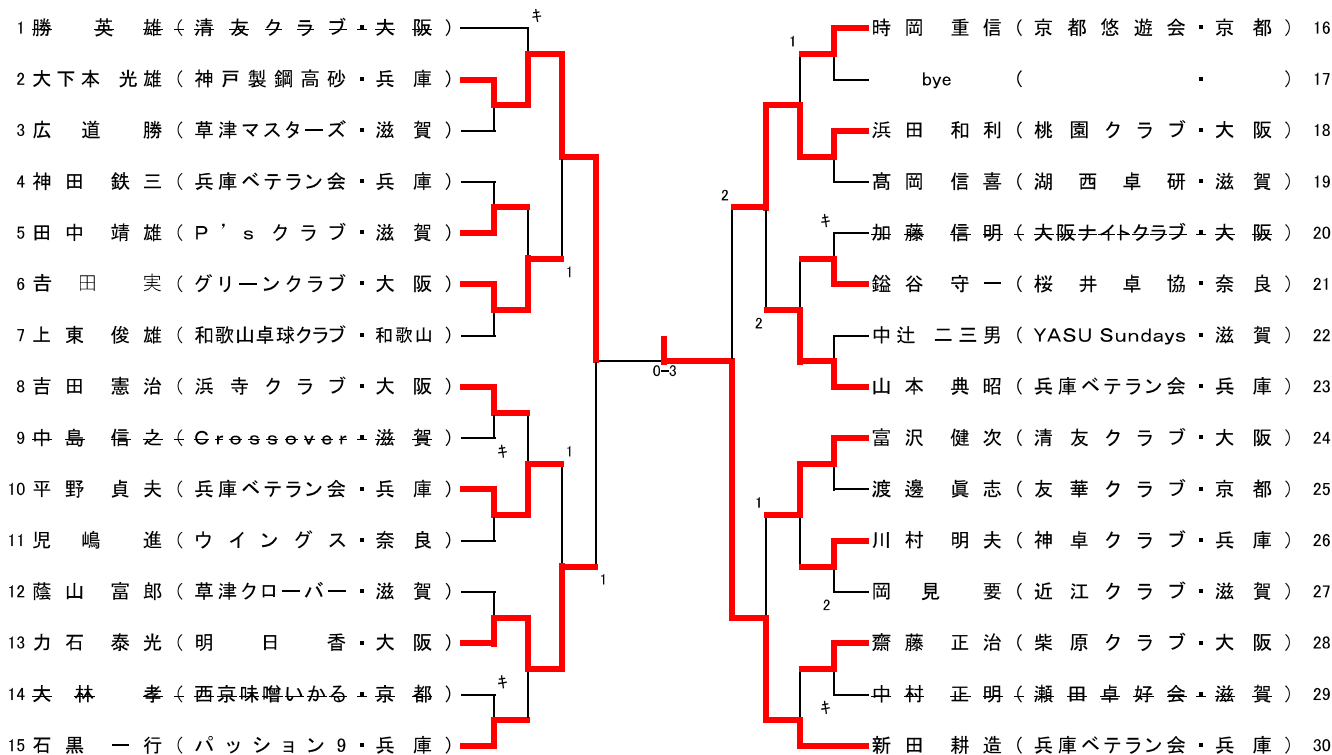 1 勝 英 雄 ( 清 友 ク ラ ブ ・ 大 阪 )
キ
2 大下本 光雄 ( 神戸製鋼高砂 ・ 兵 庫 )
3 広 道 勝 ( 草津マスターズ ・ 滋 賀 )
4 神 田 鉄 三 ( 兵庫ベテラン会 ・ 兵 庫 )
5 田 中 靖 雄 ( P ’ s ク ラ ブ ・ 滋 賀 )
6 𠮷 田 実 ( グリーンクラブ ・ 大 阪 )
1
7 上 東 俊 雄 ( 和歌山卓球クラブ ・ 和歌山 )
8 吉 田 憲 治 ( 浜 寺 ク ラ ブ ・ 大 阪 )
9 中 島 信 之 ( Crossover ・ 滋 賀 )
キ
1
10 平 野 貞 夫 ( 兵庫ベテラン会 ・ 兵 庫 )
11 児 嶋 進 ( ウ イ ン グ ス ・ 奈 良 )
1
12 蔭 山 富 郎 ( 草津クローバー ・ 滋 賀 )
13 力 石 泰 光 ( 明 日 香 ・ 大 阪 )
14 大 林 孝 ( 西京味噌いかる ・ 京 都 )
キ
15 石 黒 一 行 ( パ ッ シ ョ ン 9 ・ 兵 庫 )
0-3
1
時 岡 重 信 ( 京 都 悠 遊 会 ・ 京 都 ) 16
bye ( ・ ) 17
浜 田 和 利 ( 桃 園 ク ラ ブ ・ 大 阪 ) 18
髙 岡 信 喜 ( 湖 西 卓 研 ・ 滋 賀 ) 19
2
キ
加 藤 信 明 ( 大阪ナイトクラブ ・ 大 阪 ) 20
鎰 谷 守 一 ( 桜 井 卓 協 ・ 奈 良 ) 21
2
中 辻 二三男 ( YASU Sundays ・ 滋 賀 ) 22
山 本 典 昭 ( 兵庫ベテラン会 ・ 兵 庫 ) 23
富 沢 健 次 ( 清 友 ク ラ ブ ・ 大 阪 ) 24
渡 邊 眞 志 ( 友 華 ク ラ ブ ・ 京 都 ) 25
1
川 村 明 夫 ( 神 卓 ク ラ ブ ・ 兵 庫 ) 26
岡 見 要 ( 近 江 ク ラ ブ ・ 滋 賀 ) 27
2
齋 藤 正 治 ( 柴 原 ク ラ ブ ・ 大 阪 ) 28
中 村 正 明 ( 瀬 田 卓 好 会 ・ 滋 賀 ) 29
キ
新 田 耕 造 ( 兵庫ベテラン会 ・ 兵 庫 ) 30